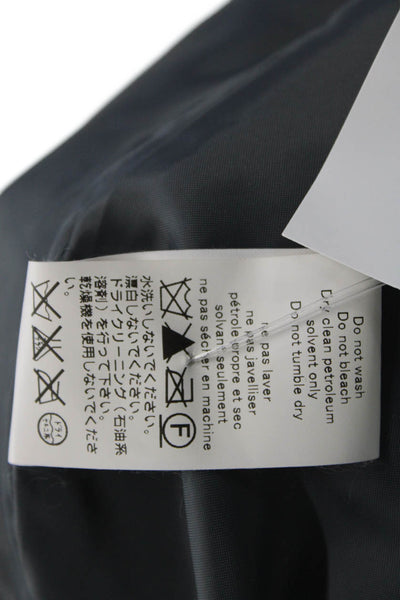 Do not wash
Do not bleach
Dry clean petroleum
solvent only
Do not tumble dry
ne pas laver
ne pas javelliser
pétrole propre et sec
solvant seulement
ne pas sécher en machine
F
水洗いしないでください。
漂白しないでください。
ドライクリーニング（石油系
溶剤）を行って下さい。
乾燥機を使用しないでくださ
い。
ドライ